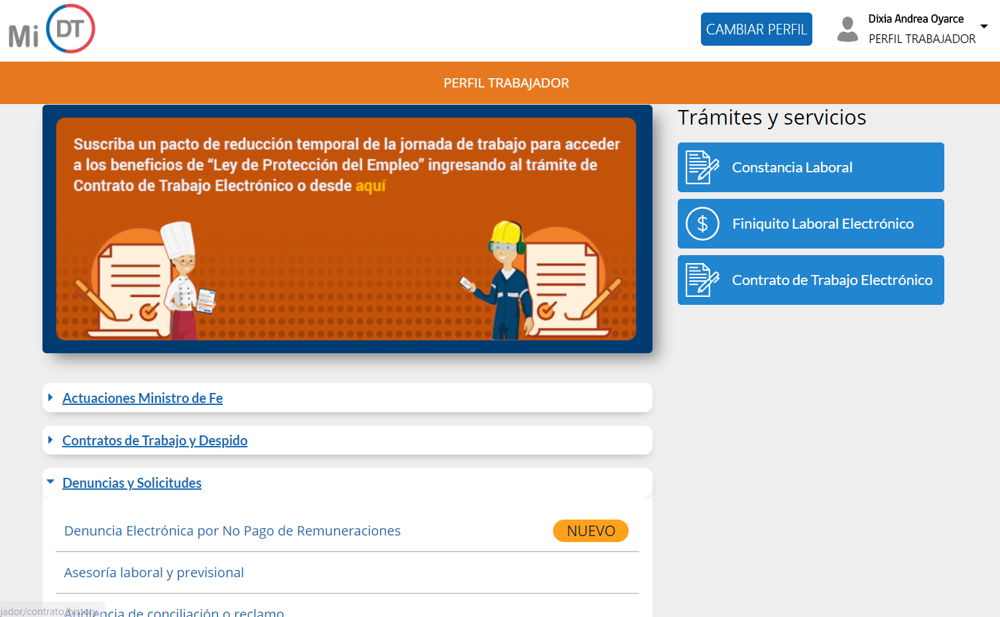 Mi DT
CAMBIAR PERFIL
Dixia Andrea Oyarce
PERFIL TRABAJADOR
PERFIL TRABAJADOR
Suscriba un pacto de reducción temporal de la jornada de trabajo para acceder
a los beneficios de “Ley de Protección del Empleo” ingresando al trámite de
Contrato de Trabajo Electrónico o desde aquí
Trámites y servicios
Constancia Laboral
$ Finiquito Laboral Electrónico
Contrato de Trabajo Electrónico
Actuaciones Ministro de Fe
Contratos de Trabajo y Despido
Denuncias y Solicitudes
Denuncia Electrónica por No Pago de Remuneraciones
NUEVO
Asesoría laboral y previsional
Audiencia de conciliación o reclamo
jador/contrato/history